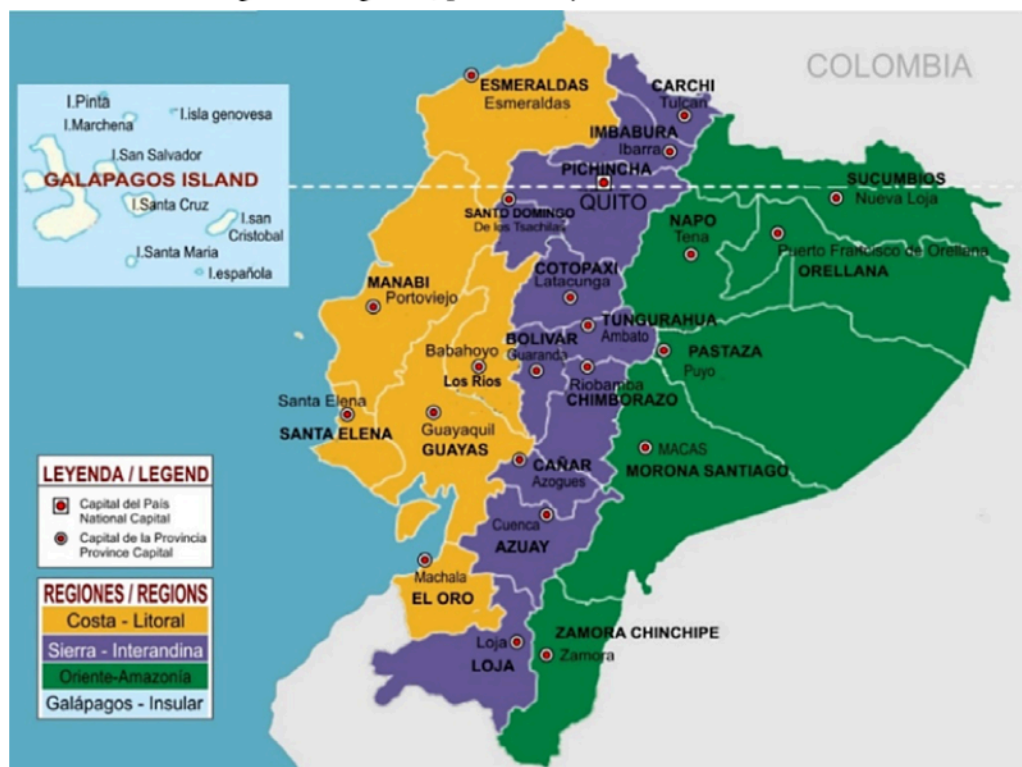 COLOMBIA
I.Pinta
I.Marchena
I.isla genovesa
I.San Salvador
GALAPAGOS ISLAND
I.Santa Cruz
I.san
Cristobal
I.Santa Maria
I.española
ESMERALDAS
Esmeraldas
CARCHI
Tulcan
IMBABURA
Ibarra
PICHINCHA
QUITO
SANTO DOMINGO
De los Tsachilas
SUCUMBIOS
Nueva Loja
NAPO
Tena
Puerto Francisco de Orellana
ORELLANA
COTOPAXI
Latacunga
MANABI
Portoviejo
TUNGURAHUA
Ambato
BOLIVAR
Guaranda
PASTAZA
Puyo
Babahoyo
Los Rios
Riobamba
CHIMBORAZO
Santa Elena
SANTA ELENA
Guayaquil
GUAYAS
MACAS
MORONA SANTIAGO
CAÑAR
Azogues
Cuenca
AZUAY
Machala
EL ORO
ZAMORA CHINCHIPE
Zamora
Loja
LOJA
LEYENDA / LEGEND
Capital del País
National Capital
Capital de la Provincia
Province Capital
REGIONES / REGIONS
Costa - Litoral
Sierra - Interandina
Oriente-Amazonía
Galápagos - Insular